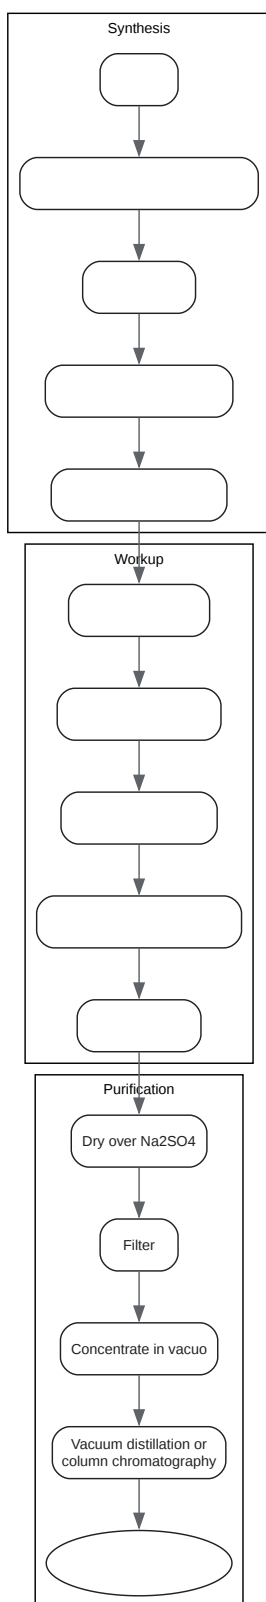 Synthesis
Workup
Purification
Dry over Na2SO4
Filter
Concentrate in vacuo
Vacuum distillation or
column chromatography